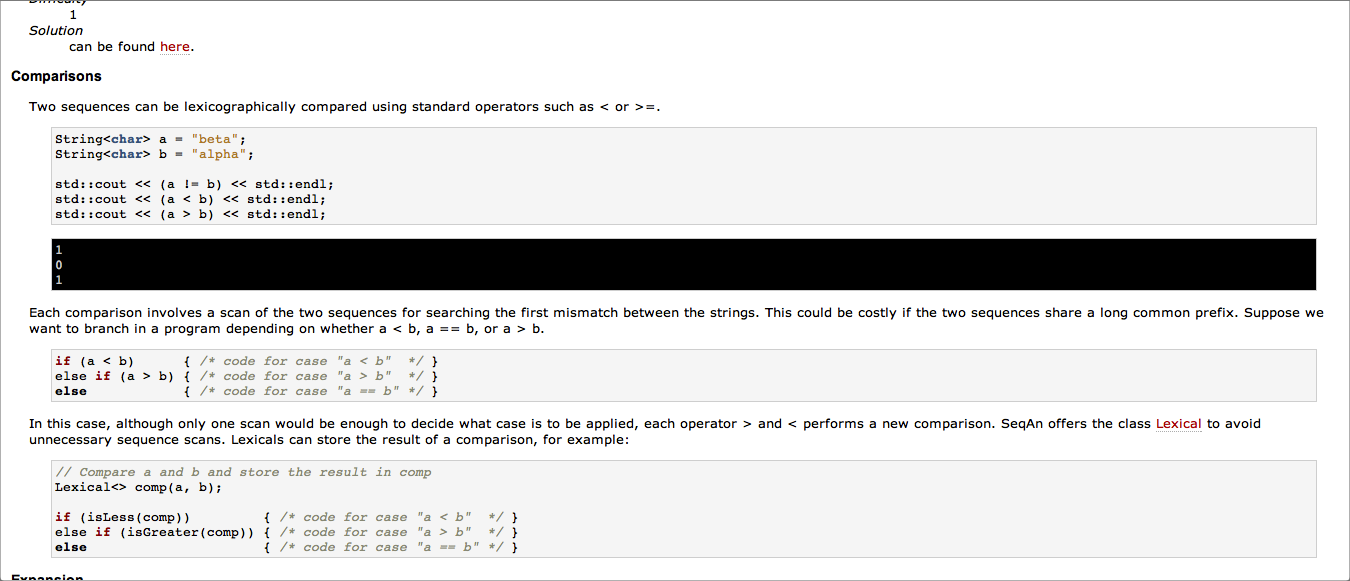 Difficulty
1
Solution
can be found here.
Comparisons
Two sequences can be lexicographically compared using standard operators such as < or >=.
String<char> a = "beta";
String<char> b = "alpha";
std::cout << (a != b) << std::endl;
std::cout << (a < b) << std::endl;
std::cout << (a > b) << std::endl;
1
0
1
Each comparison involves a scan of the two sequences for searching the first mismatch between the strings. This could be costly if the two sequences share a long common prefix. Suppose we
want to branch in a program depending on whether a < b, a == b, or a > b.
if (a < b)      { /* code for case "a < b"  */ }
else if (a > b) { /* code for case "a > b"  */ }
else            { /* code for case "a == b" */ }
In this case, although only one scan would be enough to decide what case is to be applied, each operator > and < performs a new comparison. SeqAn offers the class Lexical to avoid
unnecessary sequence scans. Lexicals can store the result of a comparison, for example:
// Compare a and b and store the result in comp
Lexical<> comp(a, b);
if (isLess(comp))         { /* code for case "a < b"  */ }
else if (isGreater(comp)) { /* code for case "a > b"  */ }
else                      { /* code for case "a == b" */ }
Expansion